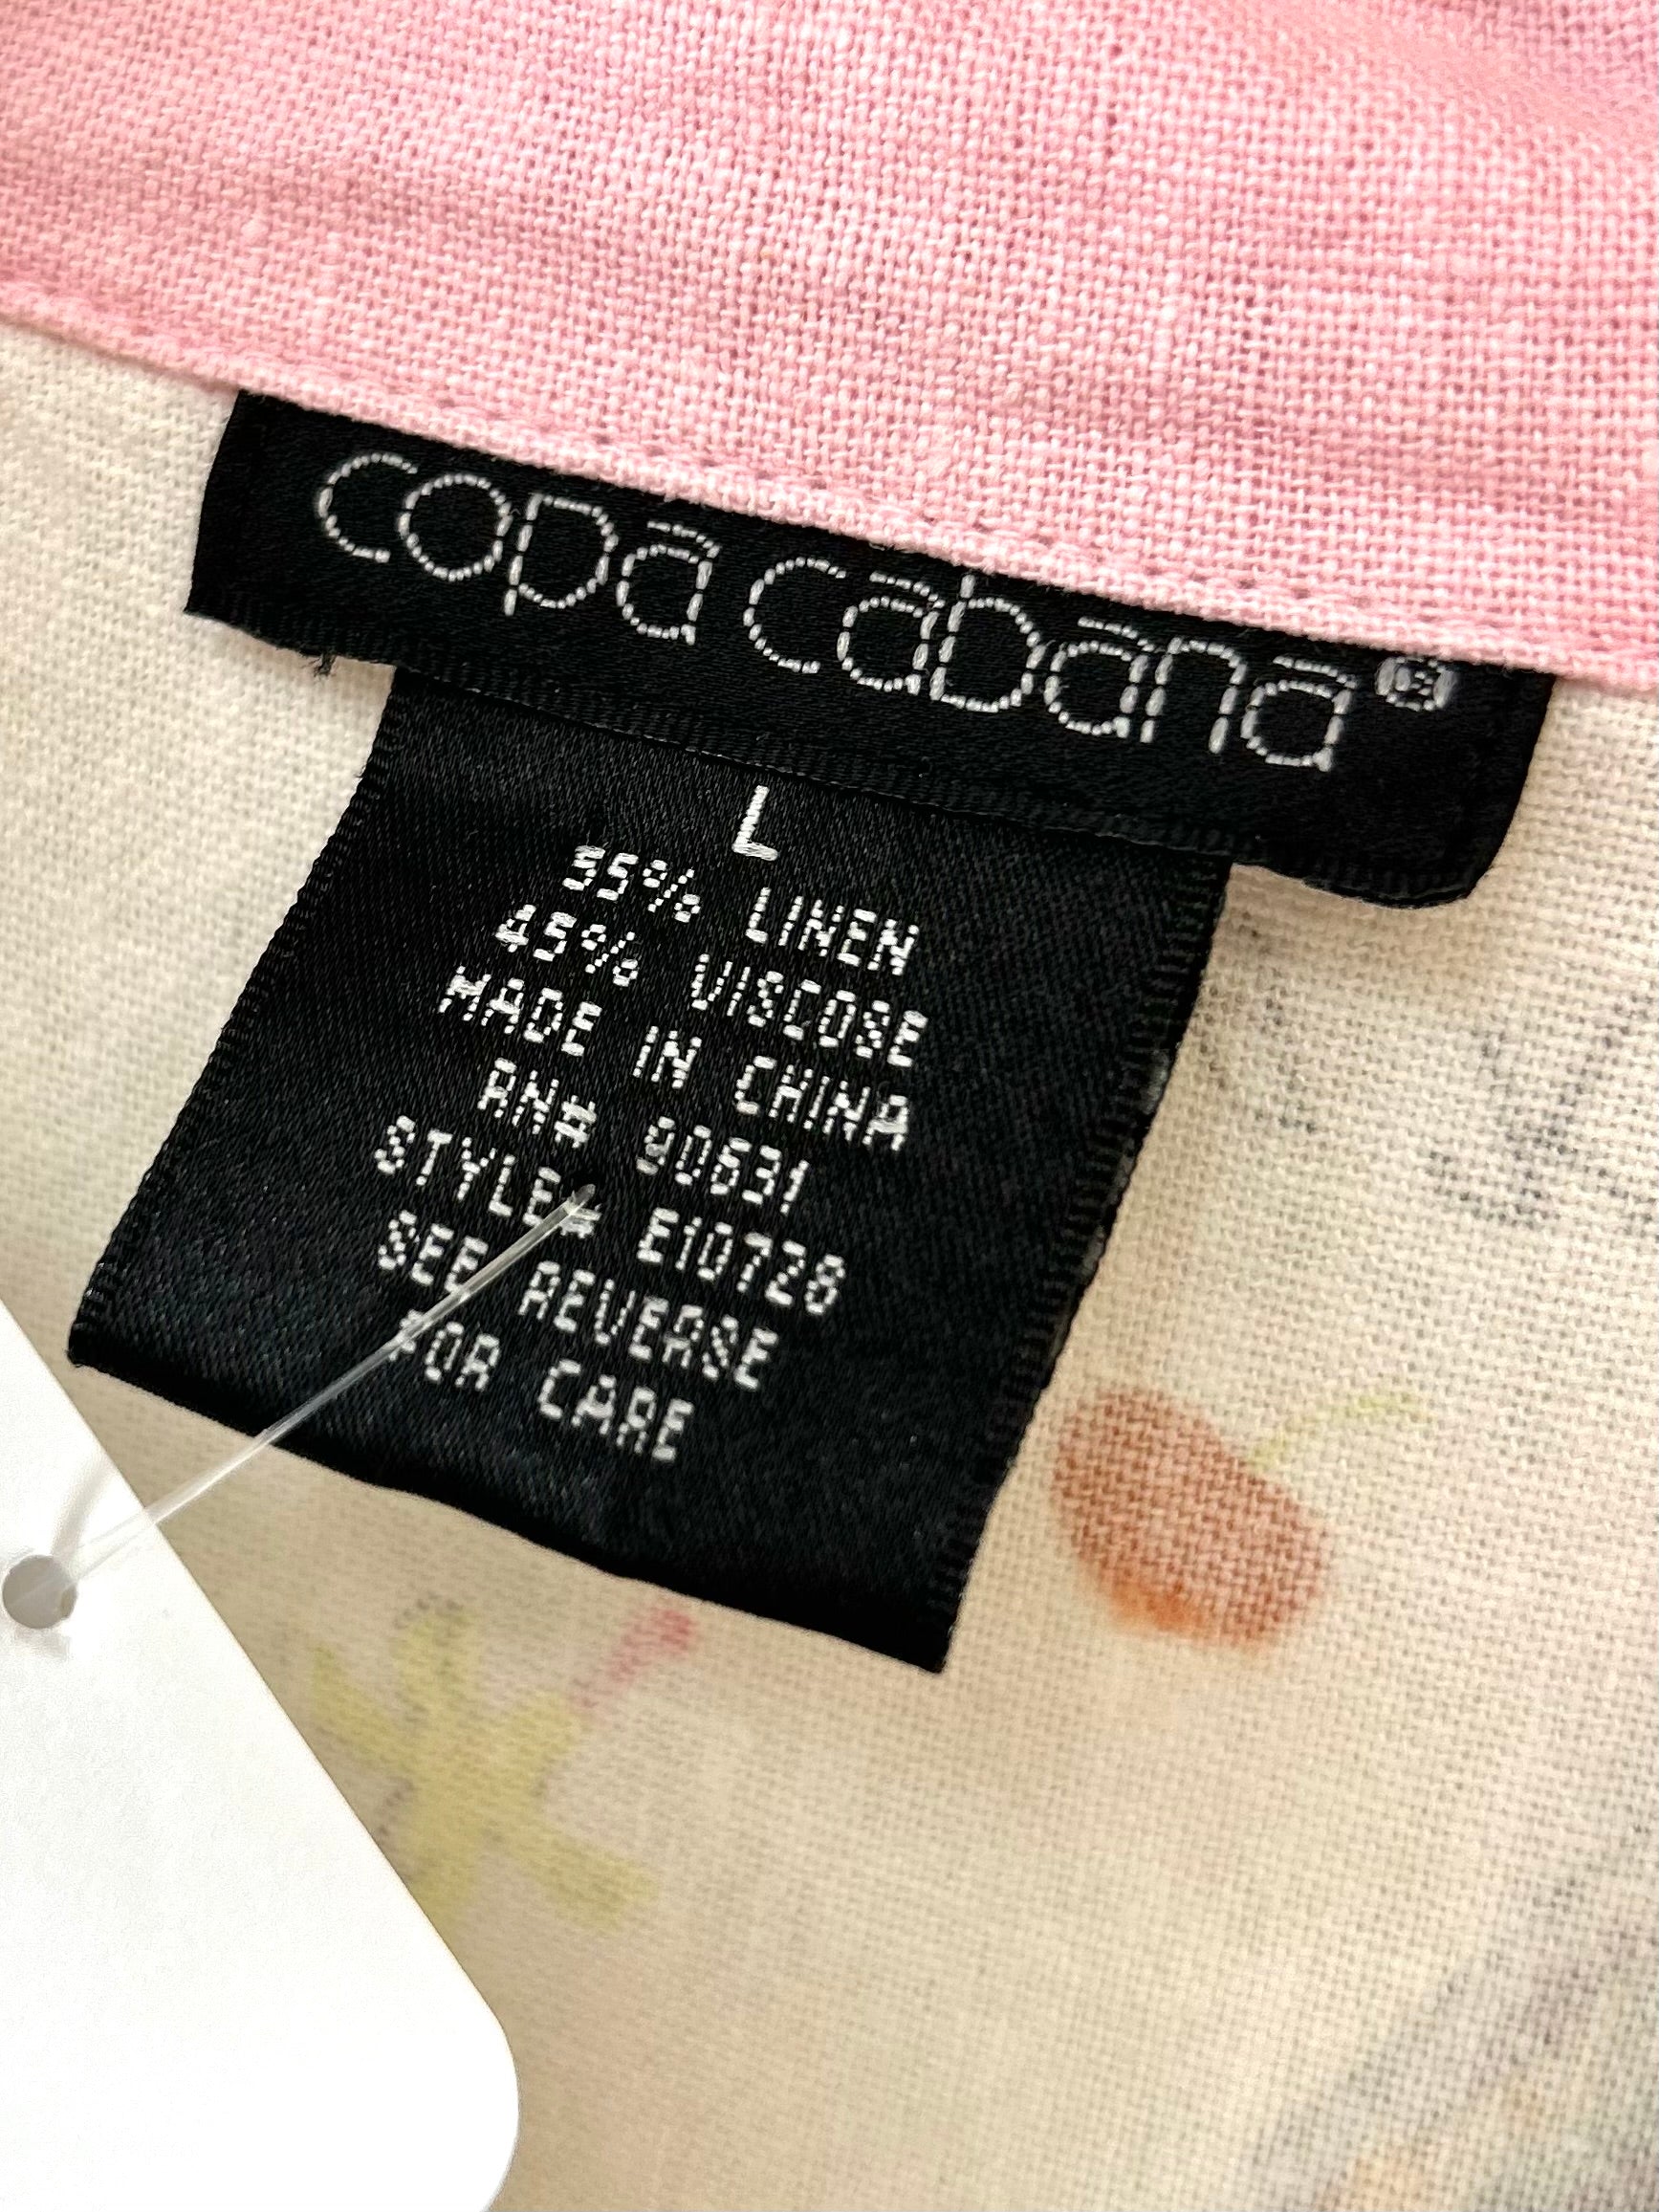 copa cabana®
L
55% LINEN
45% VISCOSE
MADE IN CHINA
RN# 90631
STYLE# E10728
SEE REVERSE
FOR CARE